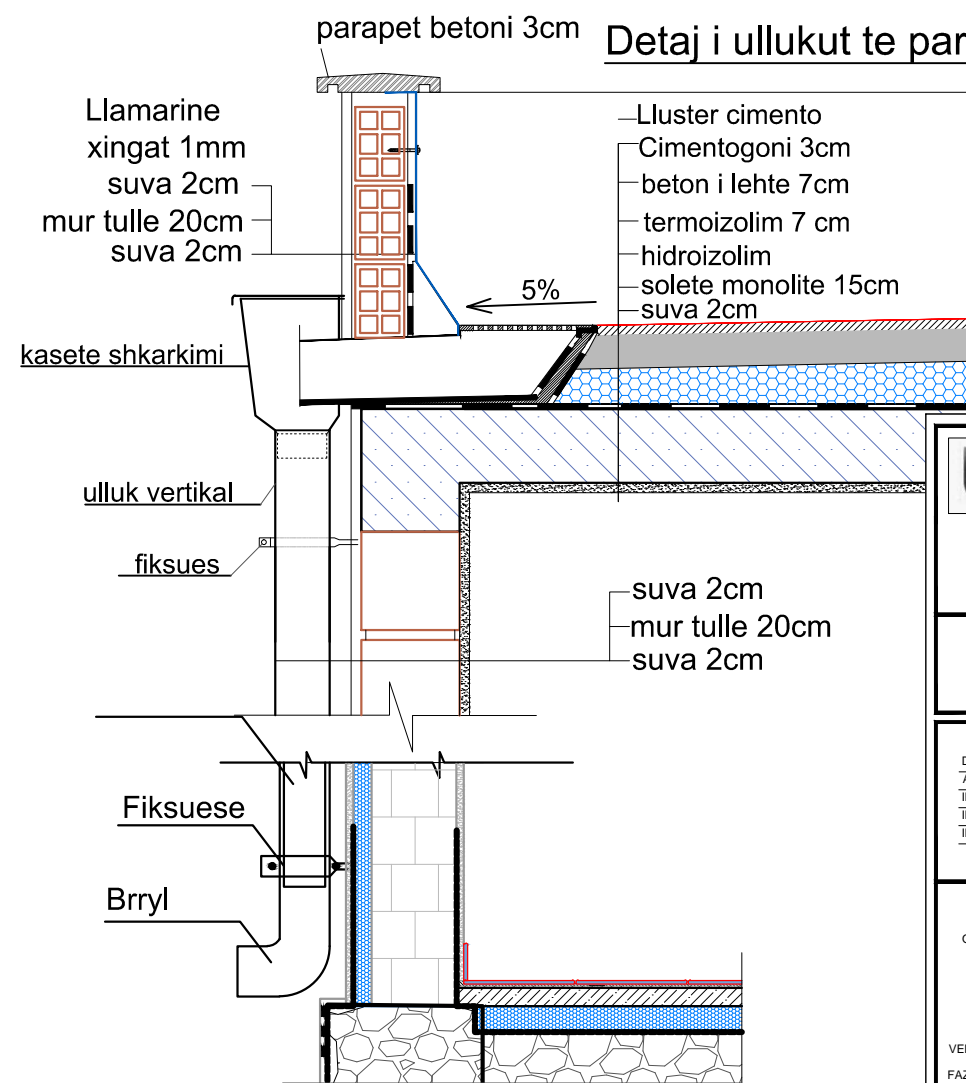 parapet betoni 3cm
Detaj i ullukut te par
Llamarine
xingat 1mm
suva 2cm
mur tulle 20cm
suva 2cm
Lluster cimento
Cimentogoni 3cm
beton i lehte 7cm
termoizolim 7 cm
hidroizolim
solete monolite 15cm
suva 2cm
5%
kasete shkarkimi
ulluk vertikal
fiksues
suva 2cm
mur tulle 20cm
suva 2cm
Fiksuese
Brryl
VE
FAZ